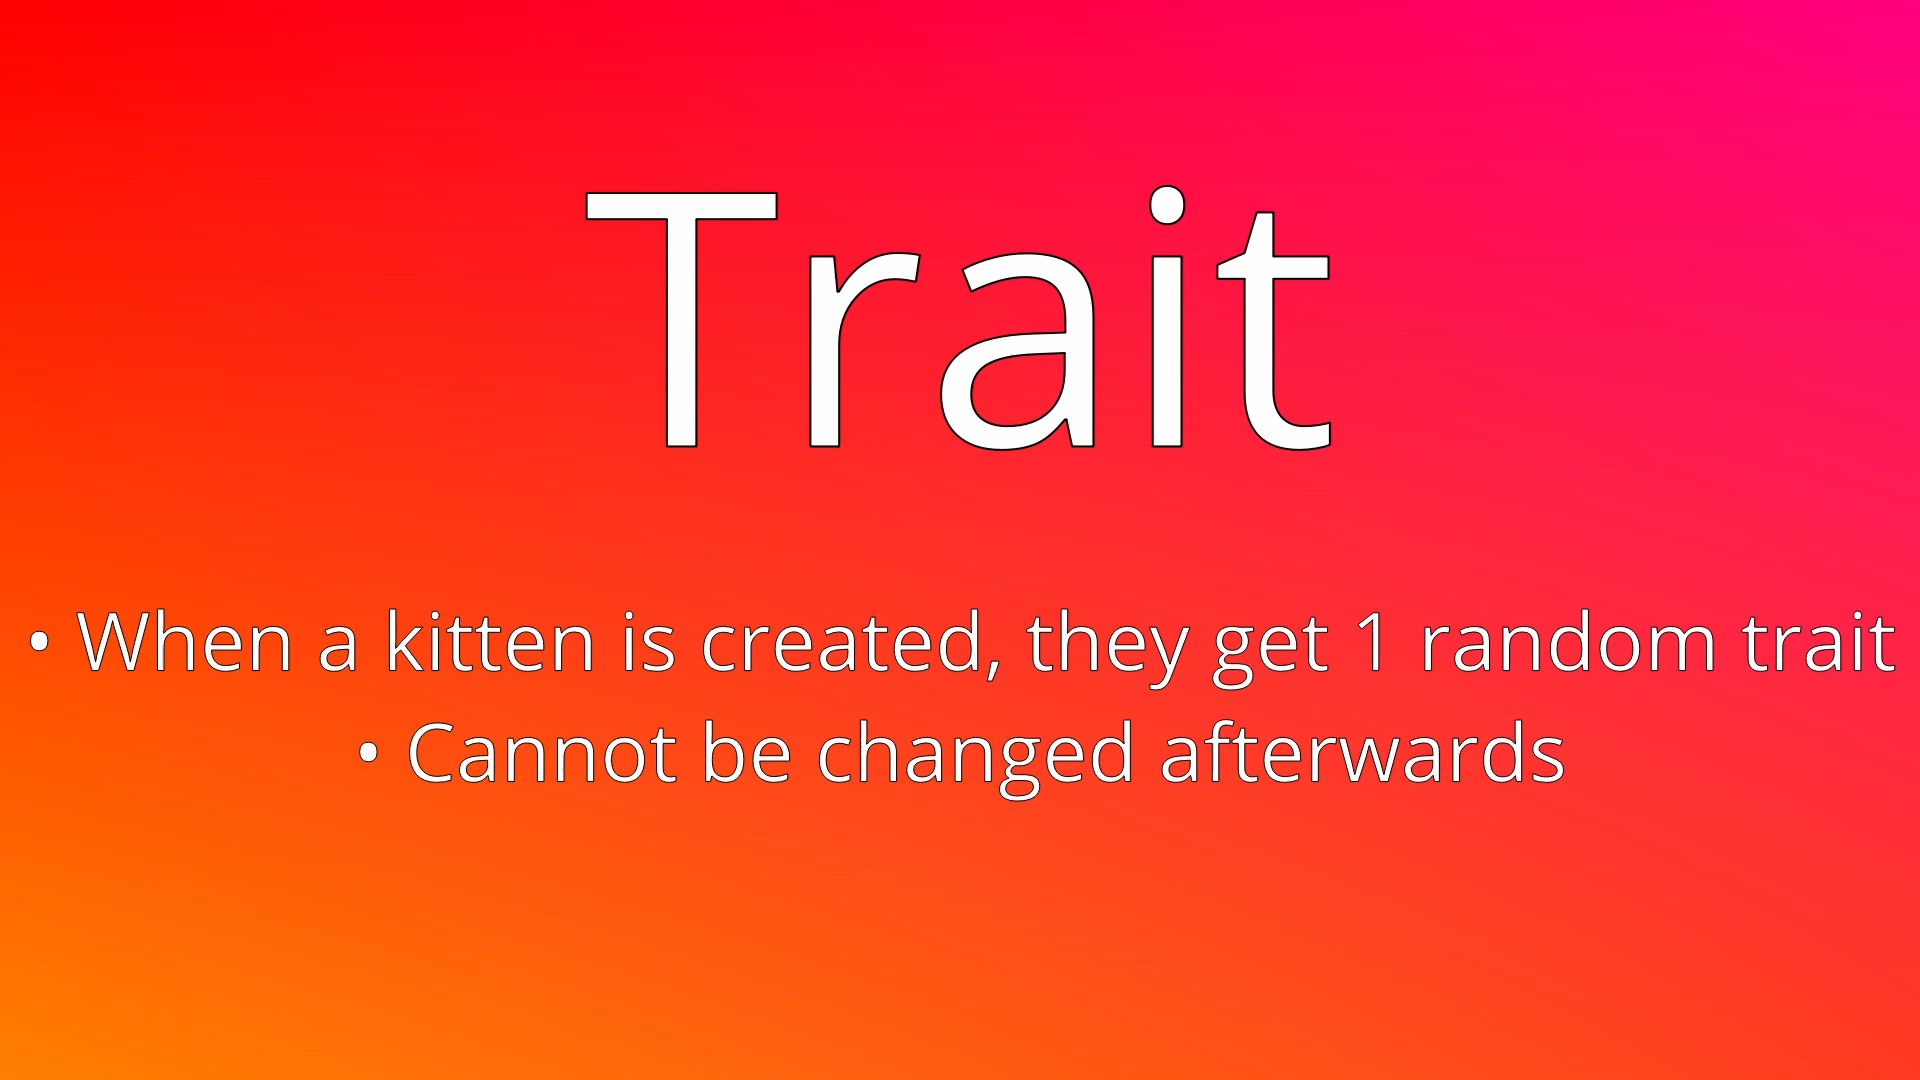 Trait
• When a kitten is created, they get 1 random trait
• Cannot be changed afterwards